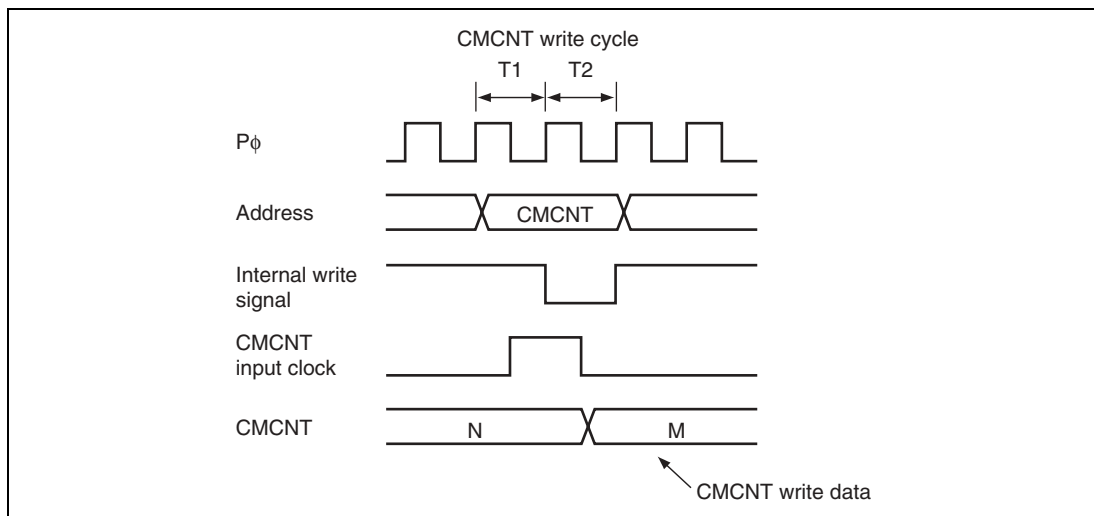 CMCNT write cycle
T1 T2
Pϕ
Address CMCNT
Internal write
signal
CMCNT
input clock
CMCNT N M
CMCNT write data